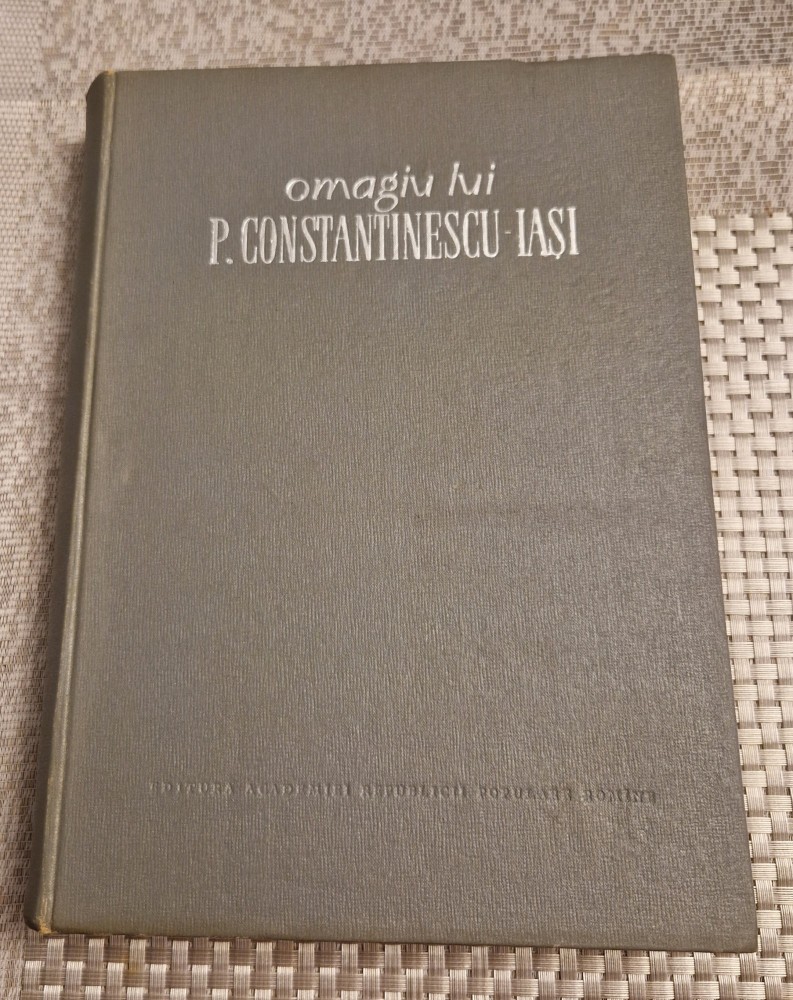 omagiu lui
P. CONSTANTINESCU-IAȘI
EDITURA ACADEMIEI REPUBLICII POPULARE ROMÎNE